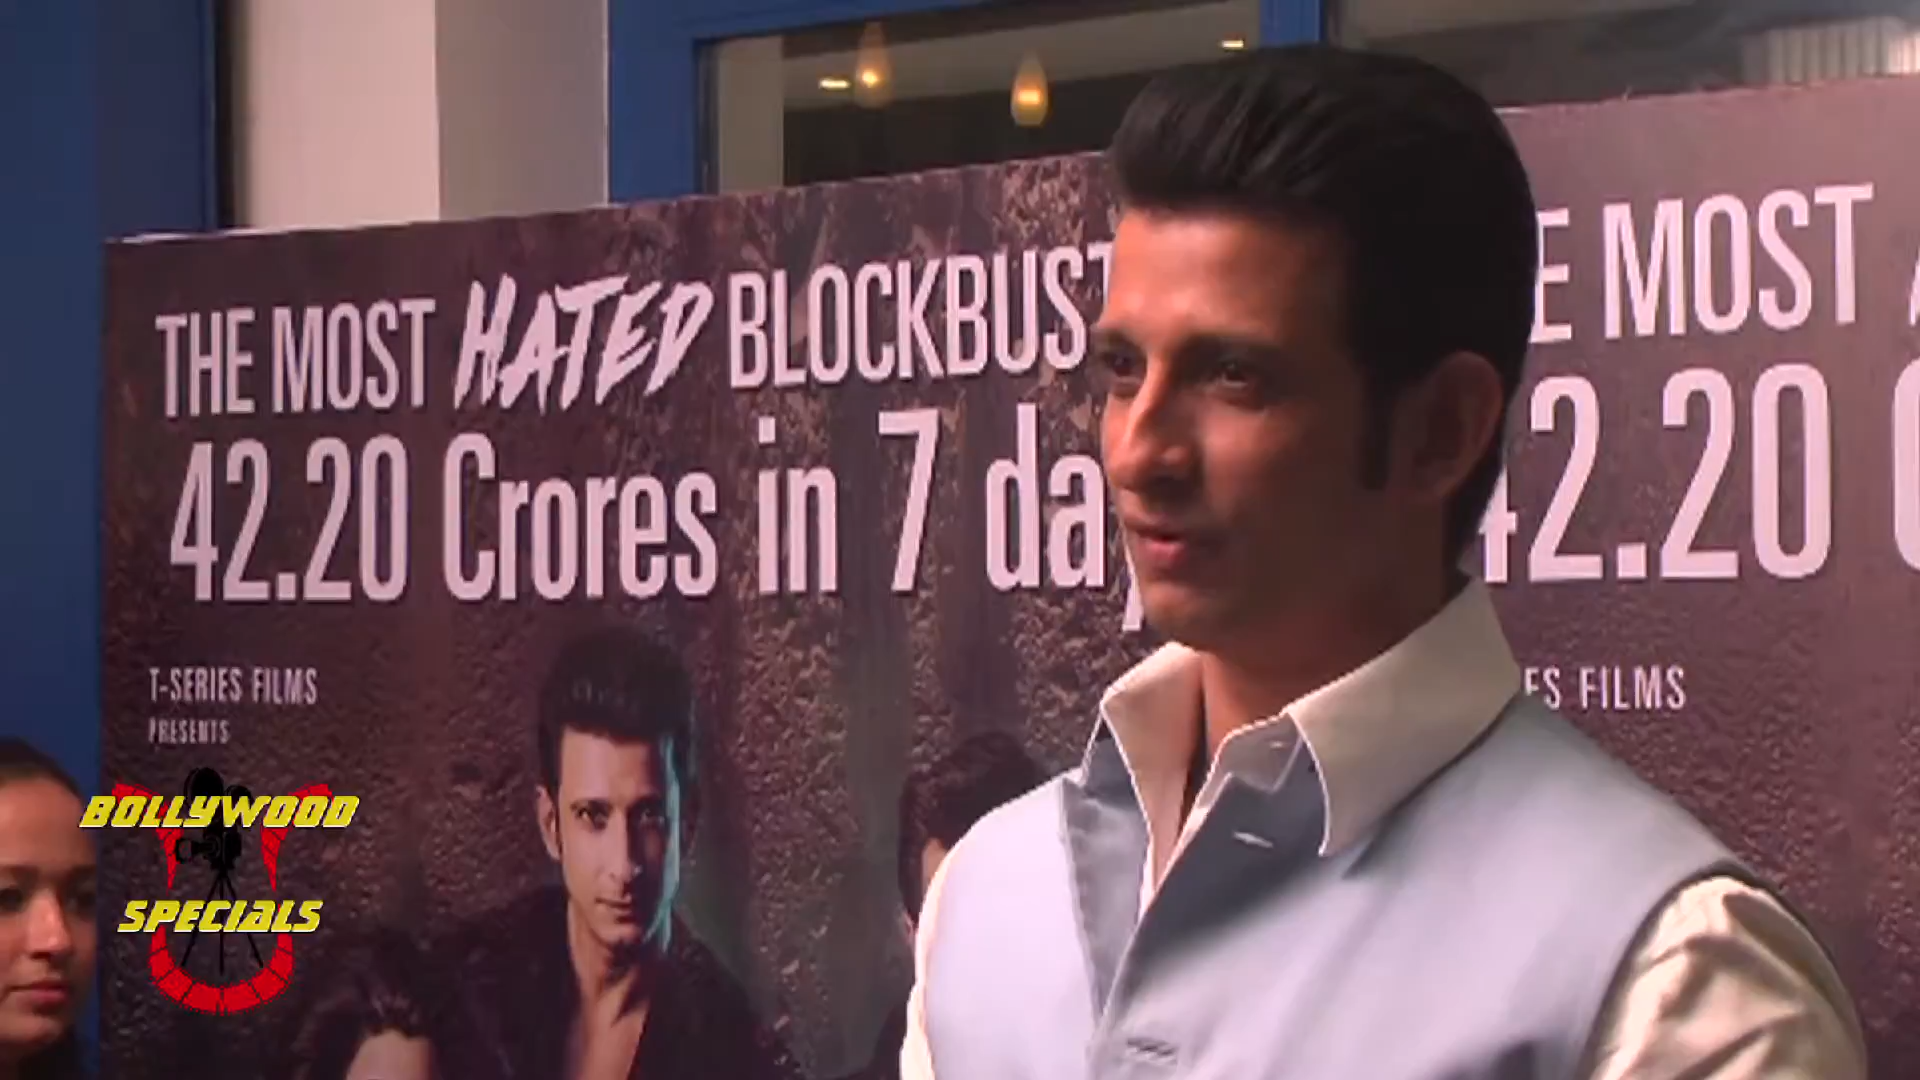 THE MOST HATED BLOCKBUST
42.20 Crores in 7 day
T-SERIES FILMS
PRESENTS
E MOST
42.20
ES FILMS
BOLLYWOOD
SPECIALS